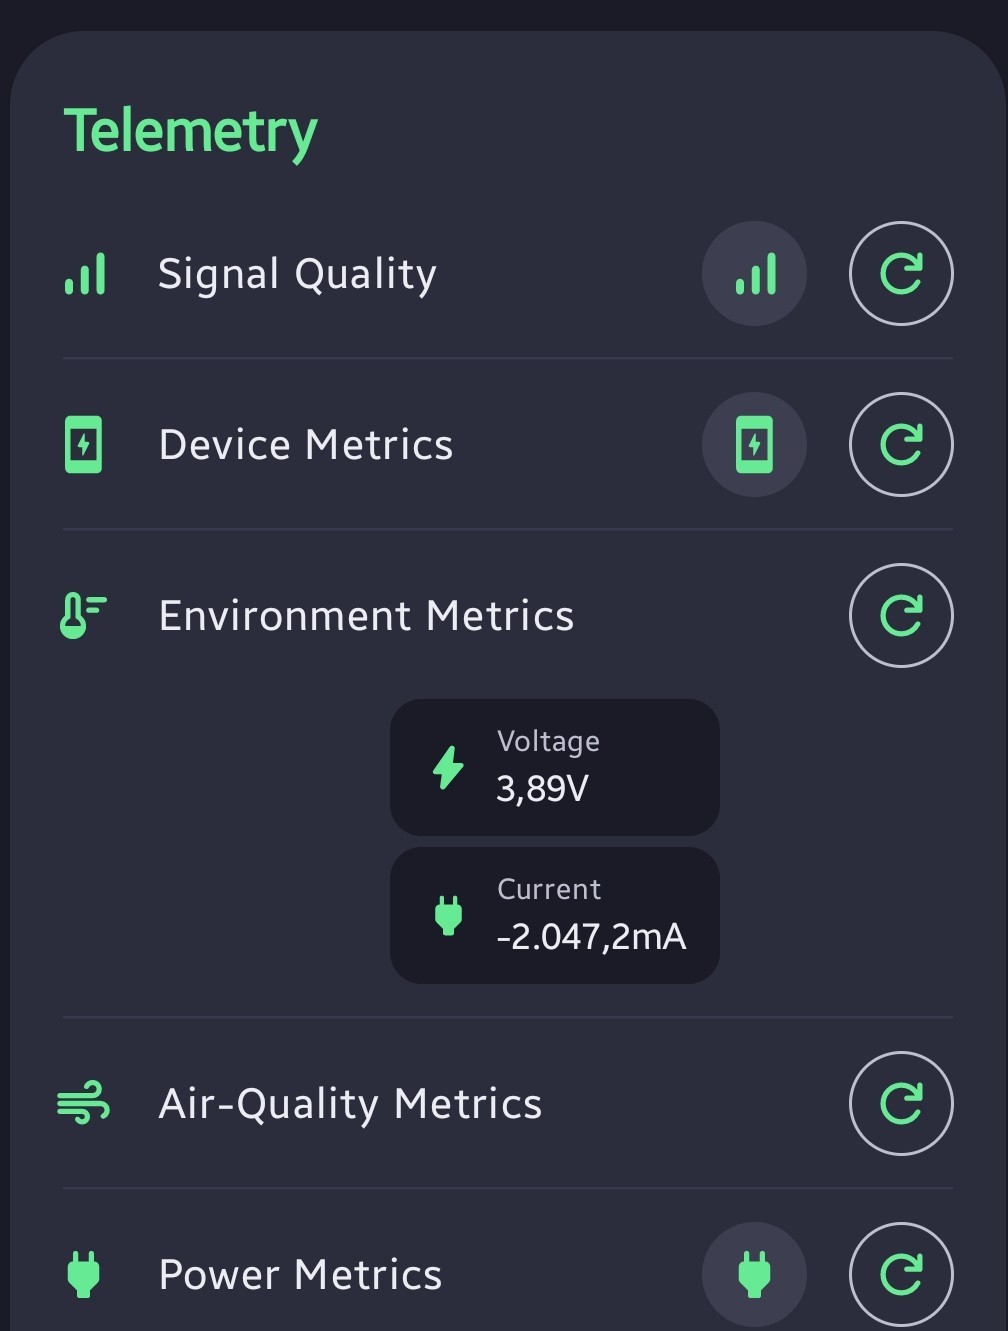 Telemetry
Signal Quality
Device Metrics
Environment Metrics
Voltage
3,89V
Current
-2.047,2mA
Air-Quality Metrics
Power Metrics